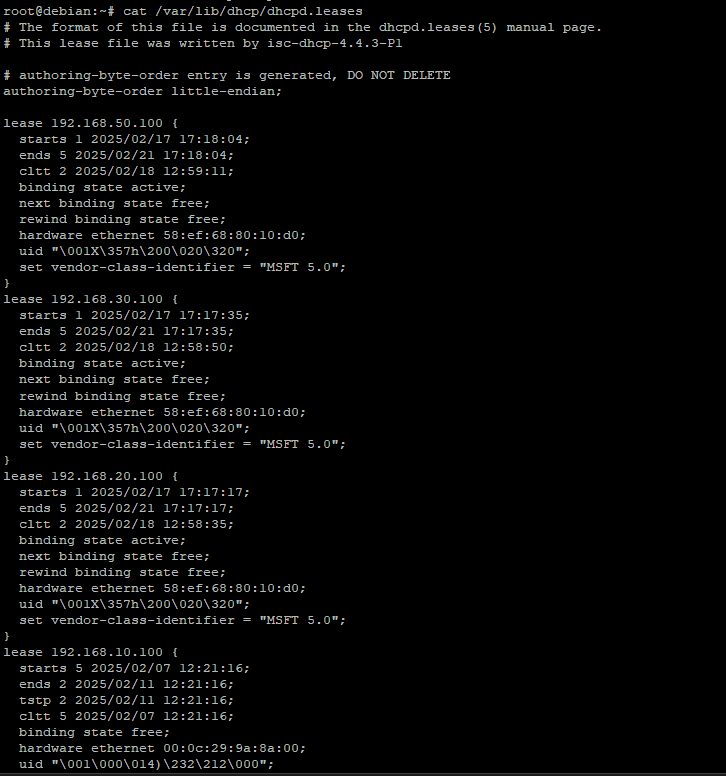 root@debian:~# cat /var/lib/dhcp/dhcpd.leases
# The format of this file is documented in the dhcpd.leases(5) manual page.
# This lease file was written by isc-dhcp-4.4.3-P1

# authoring-byte-order entry is generated, DO NOT DELETE
authoring-byte-order little-endian;

lease 192.168.50.100 {
  starts 1 2025/02/17 17:18:04;
  ends 5 2025/02/21 17:18:04;
  cltt 2 2025/02/18 12:59:11;
  binding state active;
  next binding state free;
  rewind binding state free;
  hardware ethernet 58:ef:68:80:10:d0;
  uid "\001X\357h\200\020\320";
  set vendor-class-identifier = "MSFT 5.0";
}
lease 192.168.30.100 {
  starts 1 2025/02/17 17:17:35;
  ends 5 2025/02/21 17:17:35;
  cltt 2 2025/02/18 12:58:50;
  binding state active;
  next binding state free;
  rewind binding state free;
  hardware ethernet 58:ef:68:80:10:d0;
  uid "\001X\357h\200\020\320";
  set vendor-class-identifier = "MSFT 5.0";
}
lease 192.168.20.100 {
  starts 1 2025/02/17 17:17:17;
  ends 5 2025/02/21 17:17:17;
  cltt 2 2025/02/18 12:58:35;
  binding state active;
  next binding state free;
  rewind binding state free;
  hardware ethernet 58:ef:68:80:10:d0;
  uid "\001X\357h\200\020\320";
  set vendor-class-identifier = "MSFT 5.0";
}
lease 192.168.10.100 {
  starts 5 2025/02/07 12:21:16;
  ends 2 2025/02/11 12:21:16;
  tstp 2 2025/02/11 12:21:16;
  cltt 5 2025/02/07 12:21:16;
  binding state free;
  hardware ethernet 00:0c:29:9a:8a:00;
  uid "\001\000\014)\232\212\000";